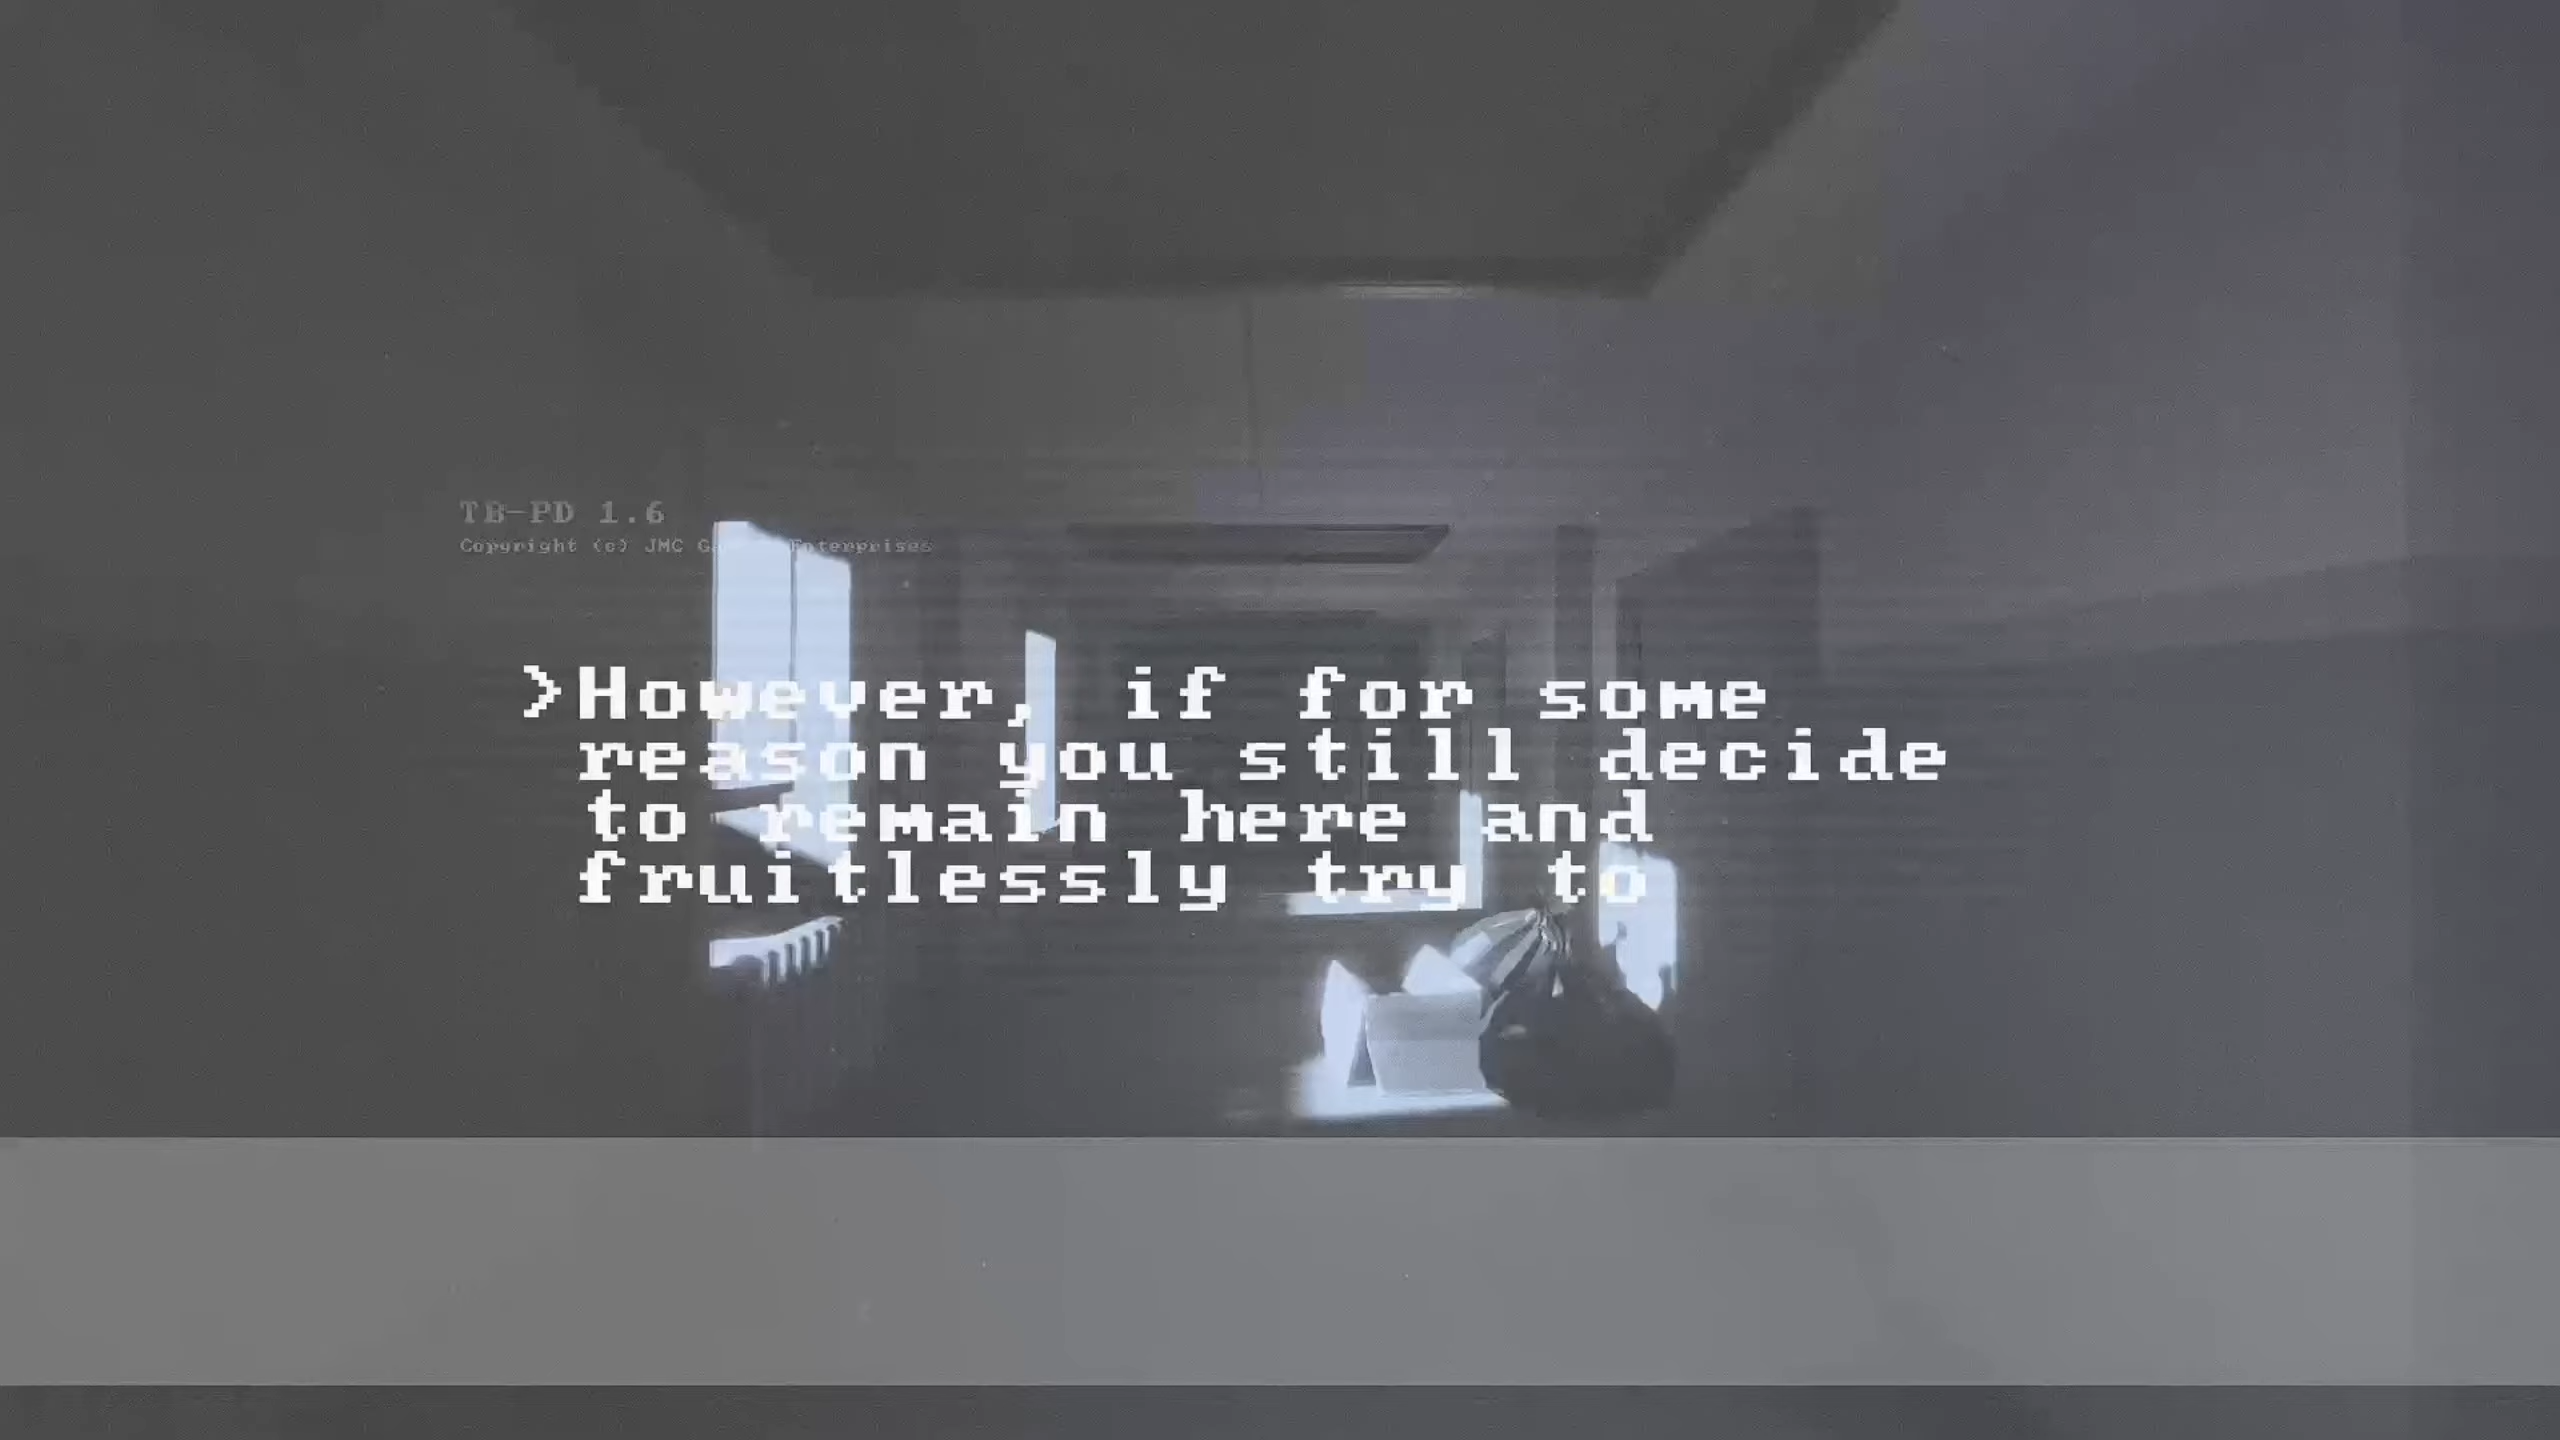 TB-PD 1.6
Copyright (c) JMC Enterprises
>However, if for some
reason you still decide
to remain here and
fruitlessly try to